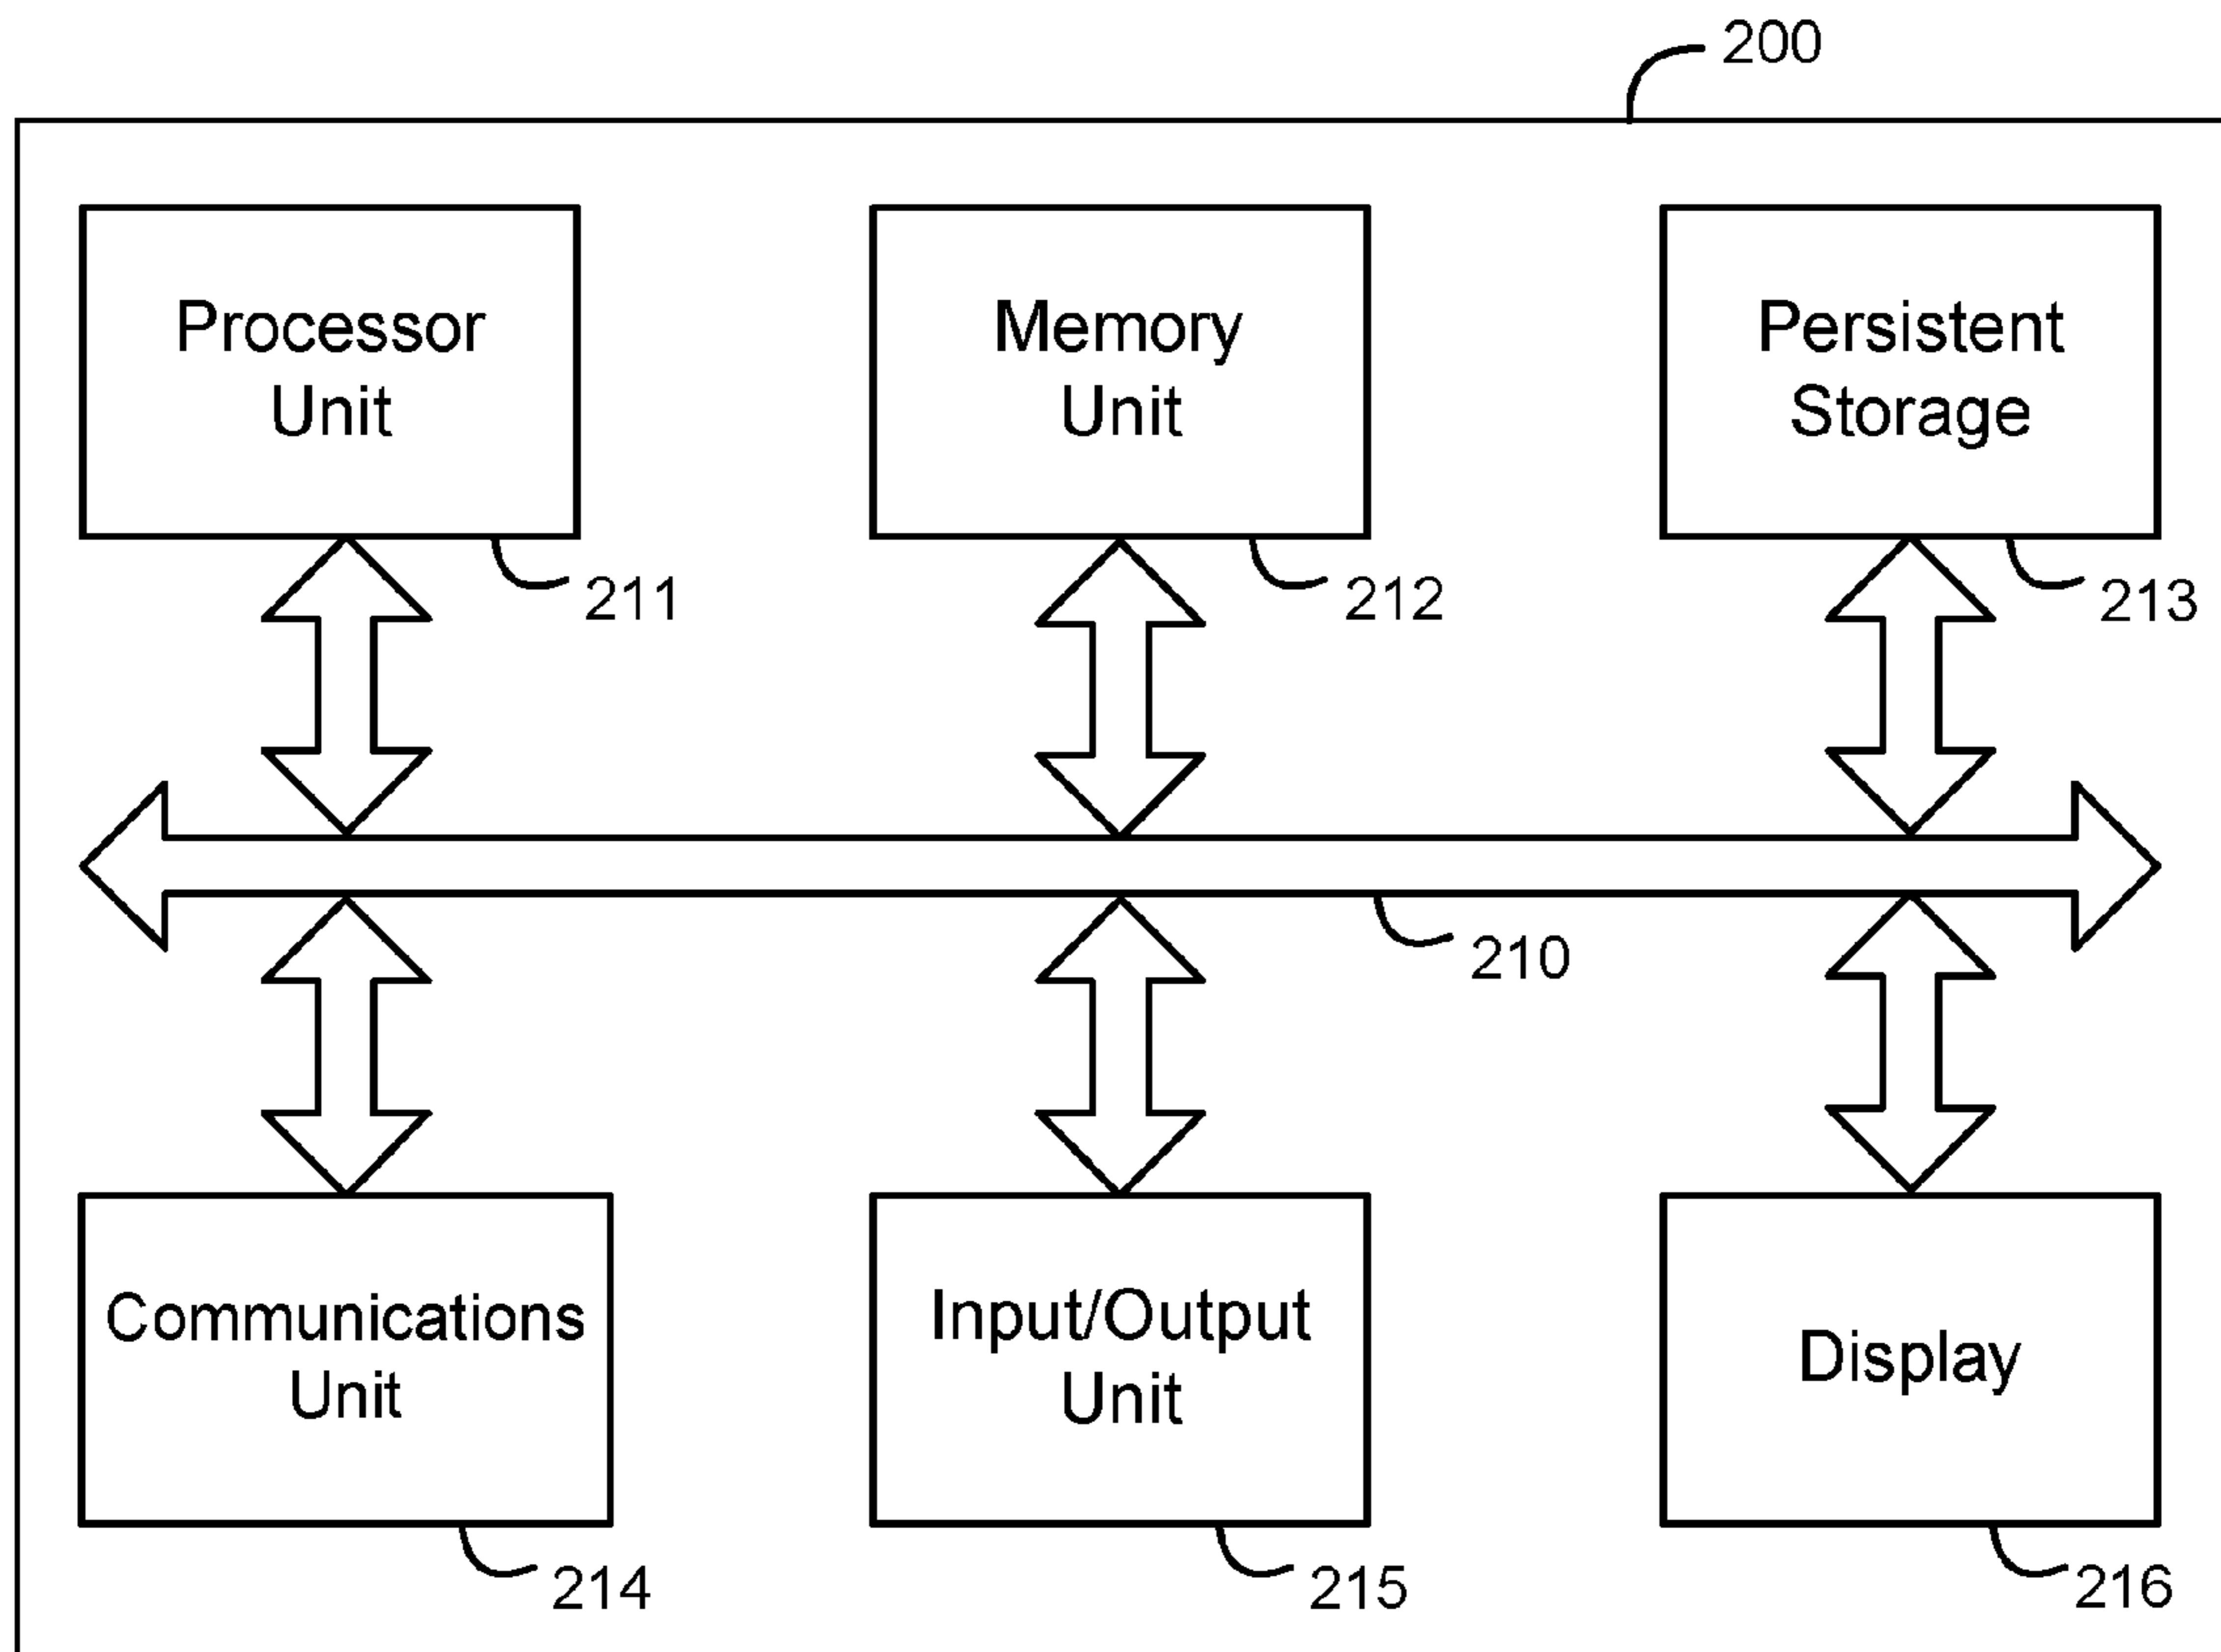 200
Processor
Unit
Memory
Unit
Persistent
Storage
211
212
213
210
Communications
Unit
Input/Output
Unit
Display
214
215
216